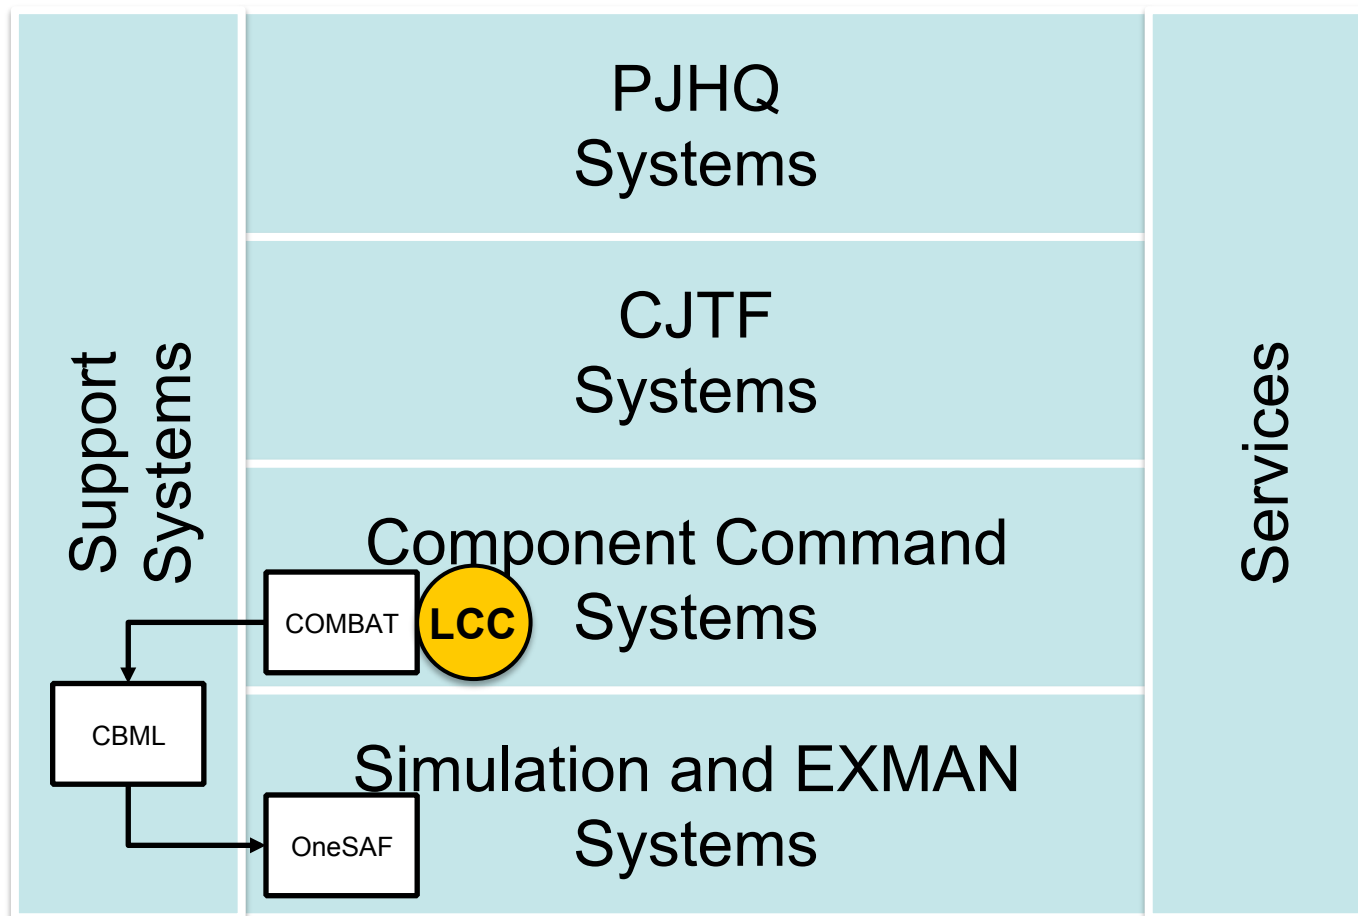 PJHQ
Systems
CJTF
Systems
Support
Systems
Services
Component Command
Systems
COMBAT
LCC
CBML
Simulation and EXMAN
Systems
OneSAF